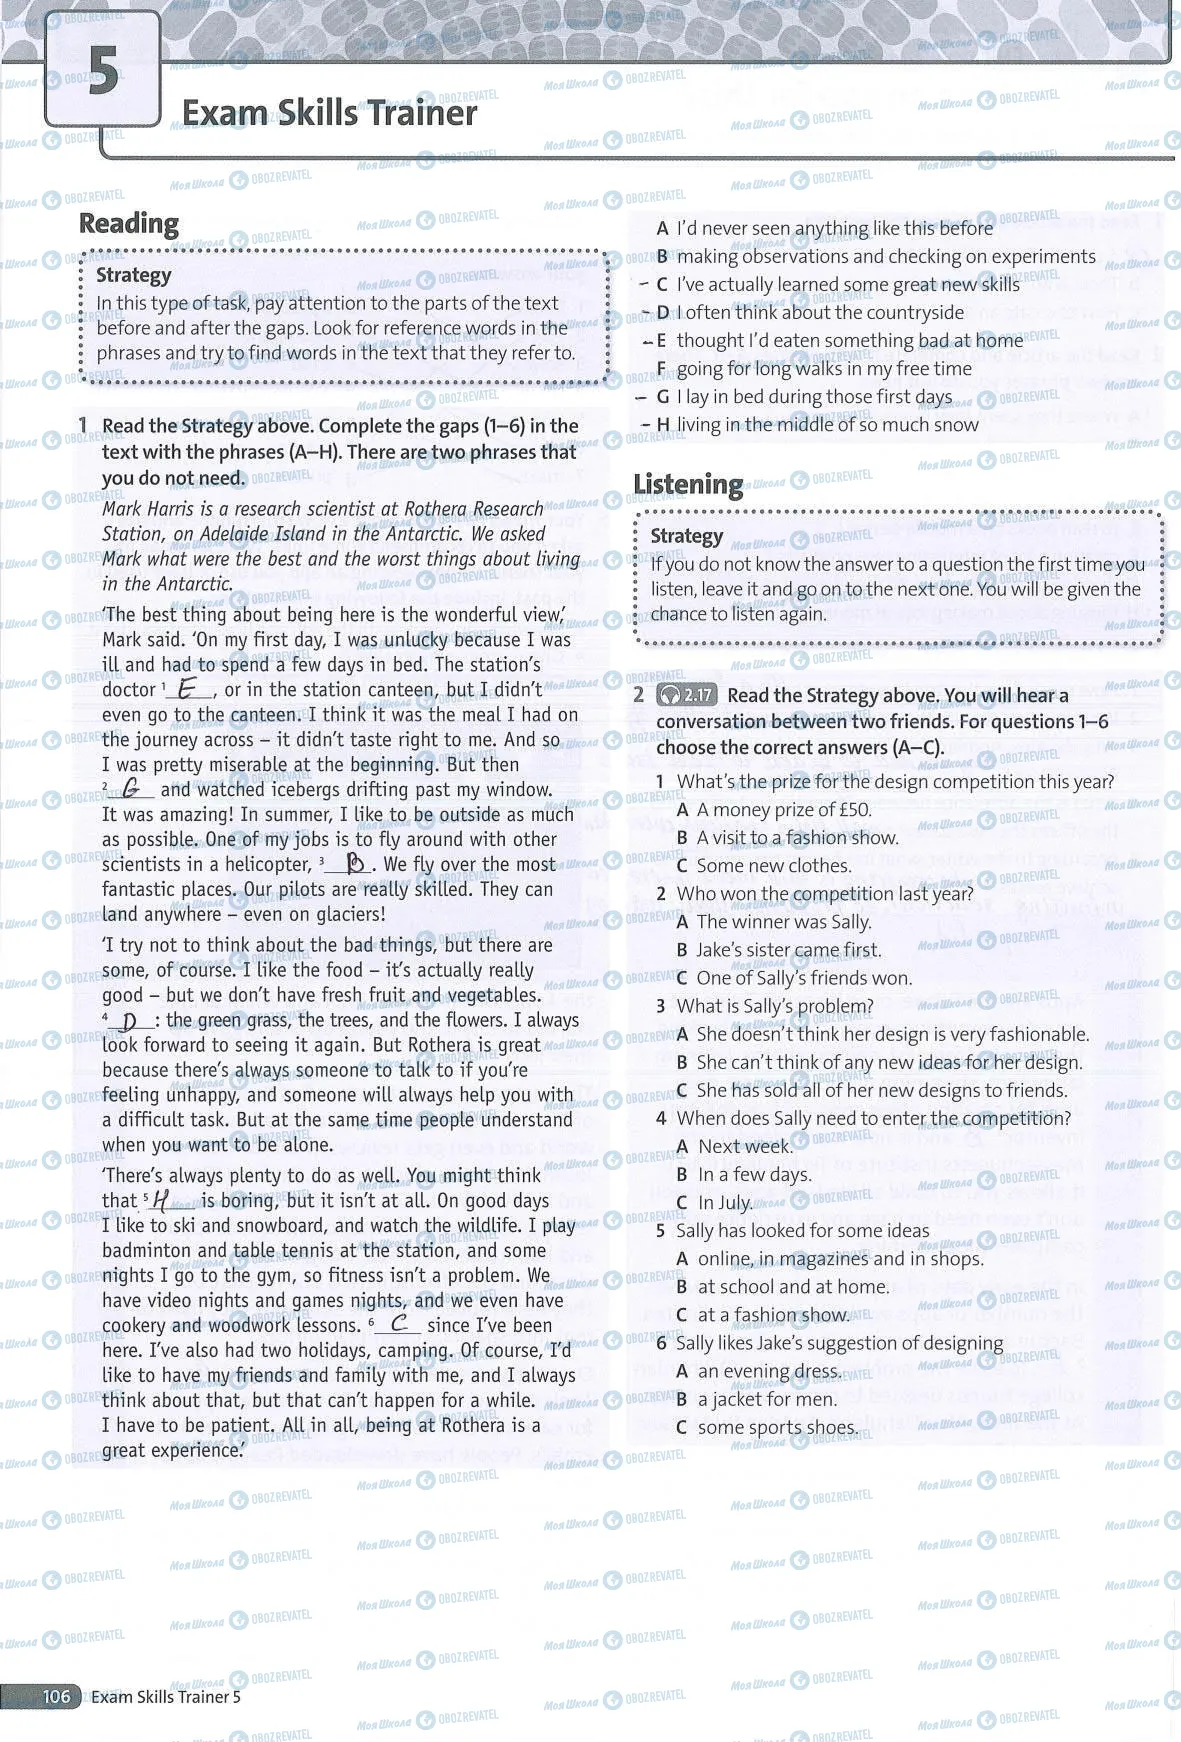 5
Exam Skills Trainer
Reading
Strategy
In this type of task, pay attention to the parts of the text
before and after the gaps. Look for reference words in the
phrases and try to find words in the text that they refer to.
1 Read the Strategy above. Complete the gaps (1–6) in the
text with the phrases (A–H). There are two phrases that
you do not need.
Mark Harris is a research scientist at Rothera Research
Station, on Adelaide Island in the Antarctic. We asked
Mark what were the best and the worst things about living
in the Antarctic.
‘The best thing about being here is the wonderful view,’
Mark said. ‘On my first day, I was unlucky because I was
ill and had to spend a few days in bed. The station’s
doctor 1 E, or in the station canteen, but I didn’t
even go to the canteen. I think it was the meal I had on
the journey across – it didn’t taste right to me. And so
I was pretty miserable at the beginning. But then
2 G and watched icebergs drifting past my window.
It was amazing! In summer, I like to be outside as much
as possible. One of my jobs is to fly around with other
scientists in a helicopter, 3 B. We fly over the most
fantastic places. Our pilots are really skilled. They can
land anywhere – even on glaciers!
‘I try not to think about the bad things, but there are
some, of course. I like the food – it’s actually really
good – but we don’t have fresh fruit and vegetables.
4 D: the green grass, the trees, and the flowers. I always
look forward to seeing it again. But Rothera is great
because there’s always someone to talk to if you’re
feeling unhappy, and someone will always help you with
a difficult task. But at the same time people understand
when you want to be alone.
‘There’s always plenty to do as well. You might think
that 5 H is boring, but it isn’t at all. On good days
I like to ski and snowboard, and watch the wildlife. I play
badminton and table tennis at the station, and some
nights I go to the gym, so fitness isn’t a problem. We
have video nights and games nights, and we even have
cookery and woodwork lessons. 6 C since I’ve been
here. I’ve also had two holidays, camping. Of course, I’d
like to have my friends and family with me, and I always
think about that, but that can’t happen for a while.
I have to be patient. All in all, being at Rothera is a
great experience.’
A I’d never seen anything like this before
B making observations and checking on experiments
- C I’ve actually learned some great new skills
- D I often think about the countryside
- E thought I’d eaten something bad at home
F going for long walks in my free time
- G I lay in bed during those first days
- H living in the middle of so much snow
Listening
Strategy
If you do not know the answer to a question the first time you
listen, leave it and go on to the next one. You will be given the
chance to listen again.
2 2.17 Read the Strategy above. You will hear a
conversation between two friends. For questions 1–6
choose the correct answers (A–C).
1 What’s the prize for the design competition this year?
A A money prize of £50.
B A visit to a fashion show.
C Some new clothes.
2 Who won the competition last year?
A The winner was Sally.
B Jake’s sister came first.
C One of Sally’s friends won.
3 What is Sally’s problem?
A She doesn’t think her design is very fashionable.
B She can’t think of any new ideas for her design.
C She has sold all of her new designs to friends.
4 When does Sally need to enter the competition?
A Next week.
B In a few days.
C In July.
5 Sally has looked for some ideas
A online, in magazines and in shops.
B at school and at home.
C at a fashion show.
6 Sally likes Jake’s suggestion of designing
A an evening dress.
B a jacket for men.
C some sports shoes.
106 Exam Skills Trainer 5
Моя Школа OBOZREVATEL